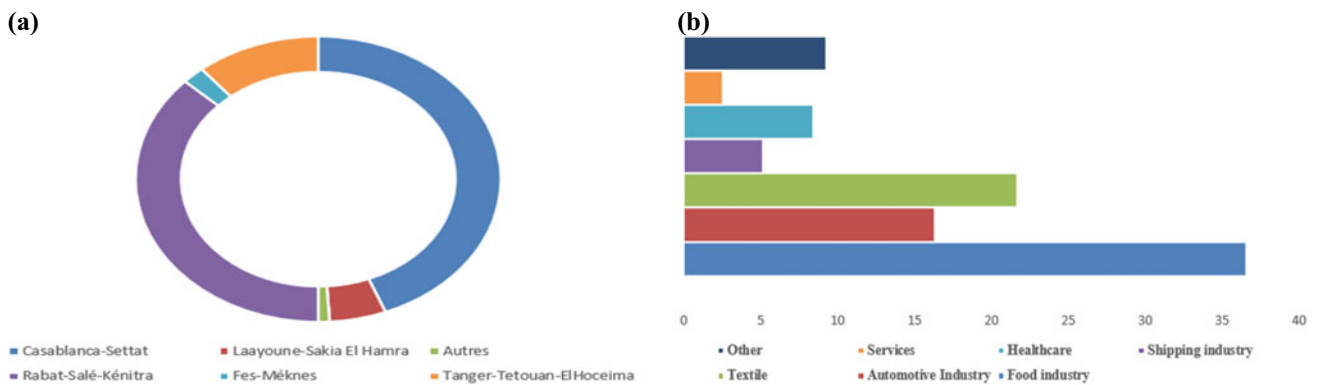 (a)
Casablanca-Settat Laayoune-Sakia El Hamra Autres
Rabat-Salé-Kénitra Fes-Méknes Tanger-Tetouan-ElHoceima
(b)
0 5 10 15 20 25 30 35 40
Other Services Healthcare Shipping industry
Textile Automotive Industry Food industry